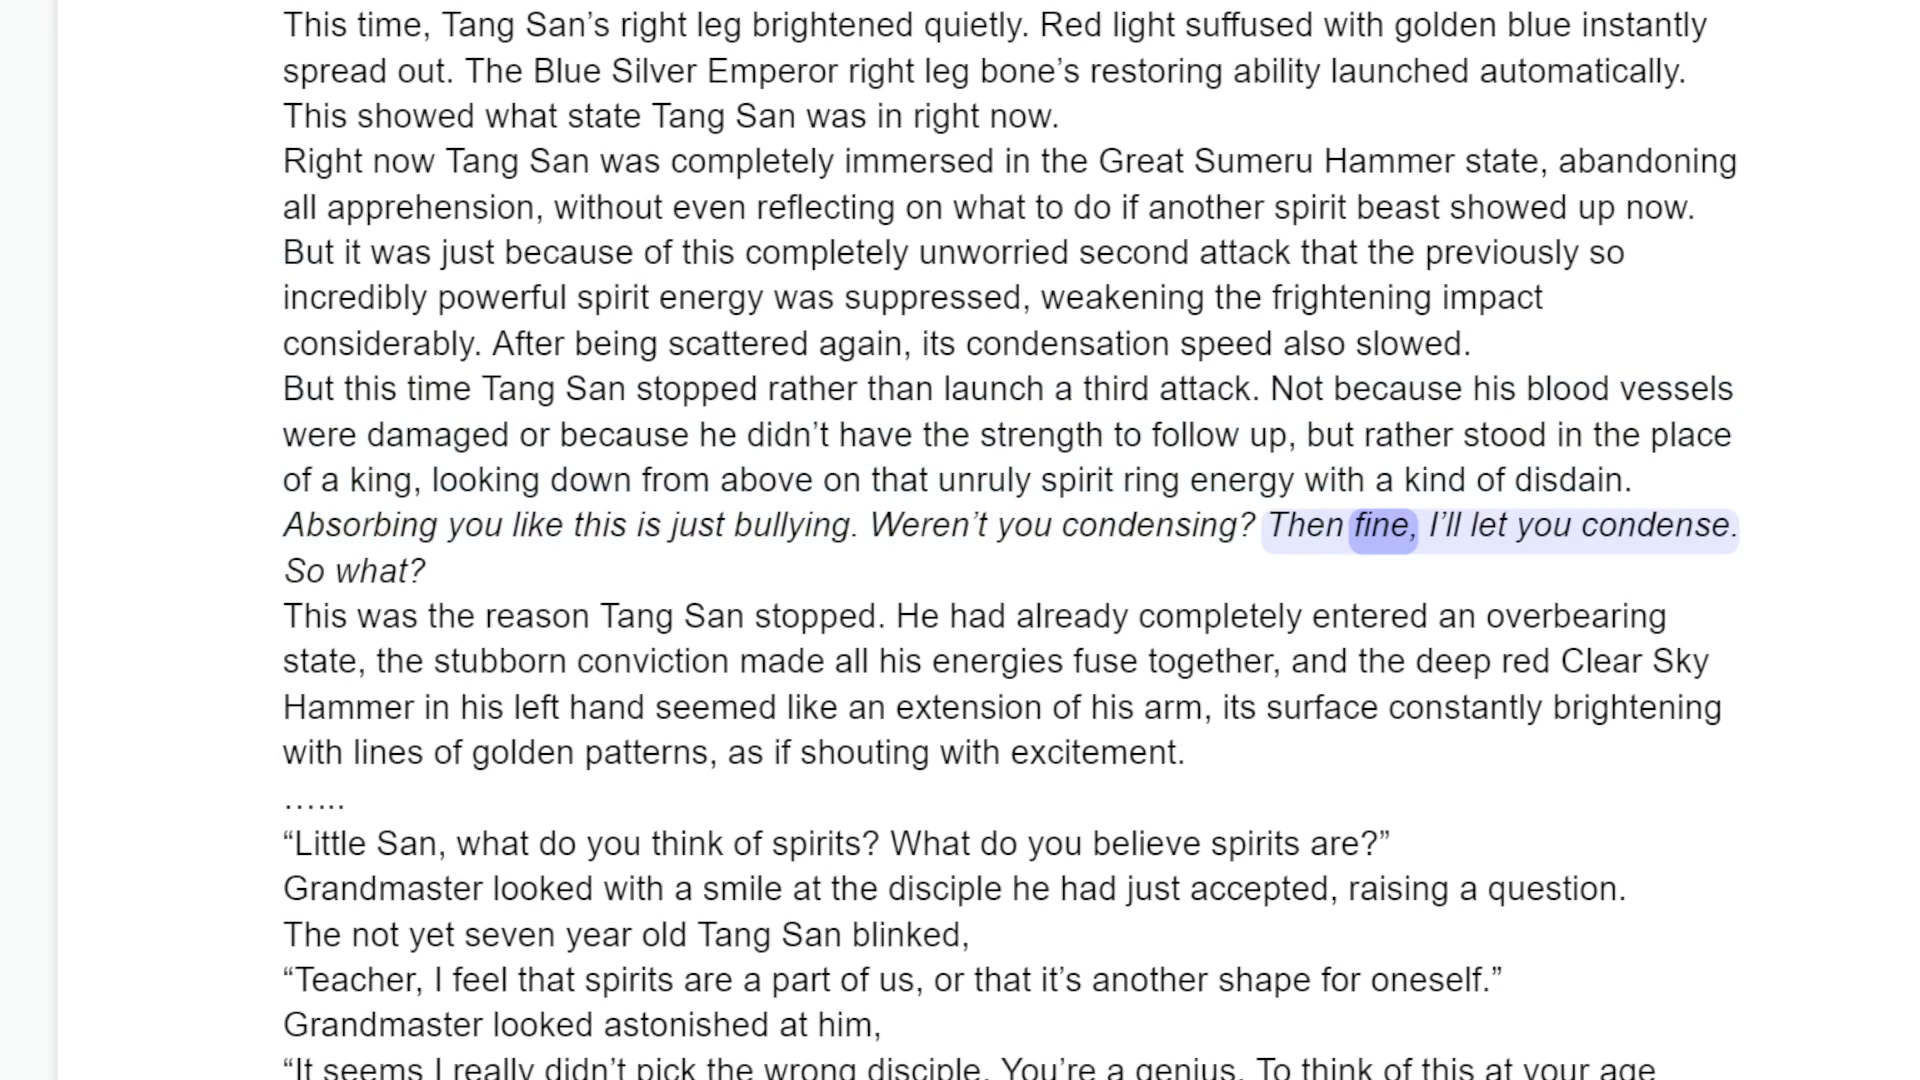 This time, Tang San’s right leg brightened quietly. Red light suffused with golden blue instantly
spread out. The Blue Silver Emperor right leg bone’s restoring ability launched automatically.
This showed what state Tang San was in right now.
Right now Tang San was completely immersed in the Great Sumeru Hammer state, abandoning
all apprehension, without even reflecting on what to do if another spirit beast showed up now.
But it was just because of this completely unworried second attack that the previously so
incredibly powerful spirit energy was suppressed, weakening the frightening impact
considerably. After being scattered again, its condensation speed also slowed.
But this time Tang San stopped rather than launch a third attack. Not because his blood vessels
were damaged or because he didn’t have the strength to follow up, but rather stood in the place
of a king, looking down from above on that unruly spirit ring energy with a kind of disdain.
Absorbing you like this is just bullying. Weren’t you condensing? Then fine, I’ll let you condense.
So what?
This was the reason Tang San stopped. He had already completely entered an overbearing
state, the stubborn conviction made all his energies fuse together, and the deep red Clear Sky
Hammer in his left hand seemed like an extension of his arm, its surface constantly brightening
with lines of golden patterns, as if shouting with excitement.
……
“Little San, what do you think of spirits? What do you believe spirits are?”
Grandmaster looked with a smile at the disciple he had just accepted, raising a question.
The not yet seven year old Tang San blinked,
“Teacher, I feel that spirits are a part of us, or that it’s another shape for oneself.”
Grandmaster looked astonished at him,
“It seems I really didn’t pick the wrong disciple. You’re a genius. To think of this at your age